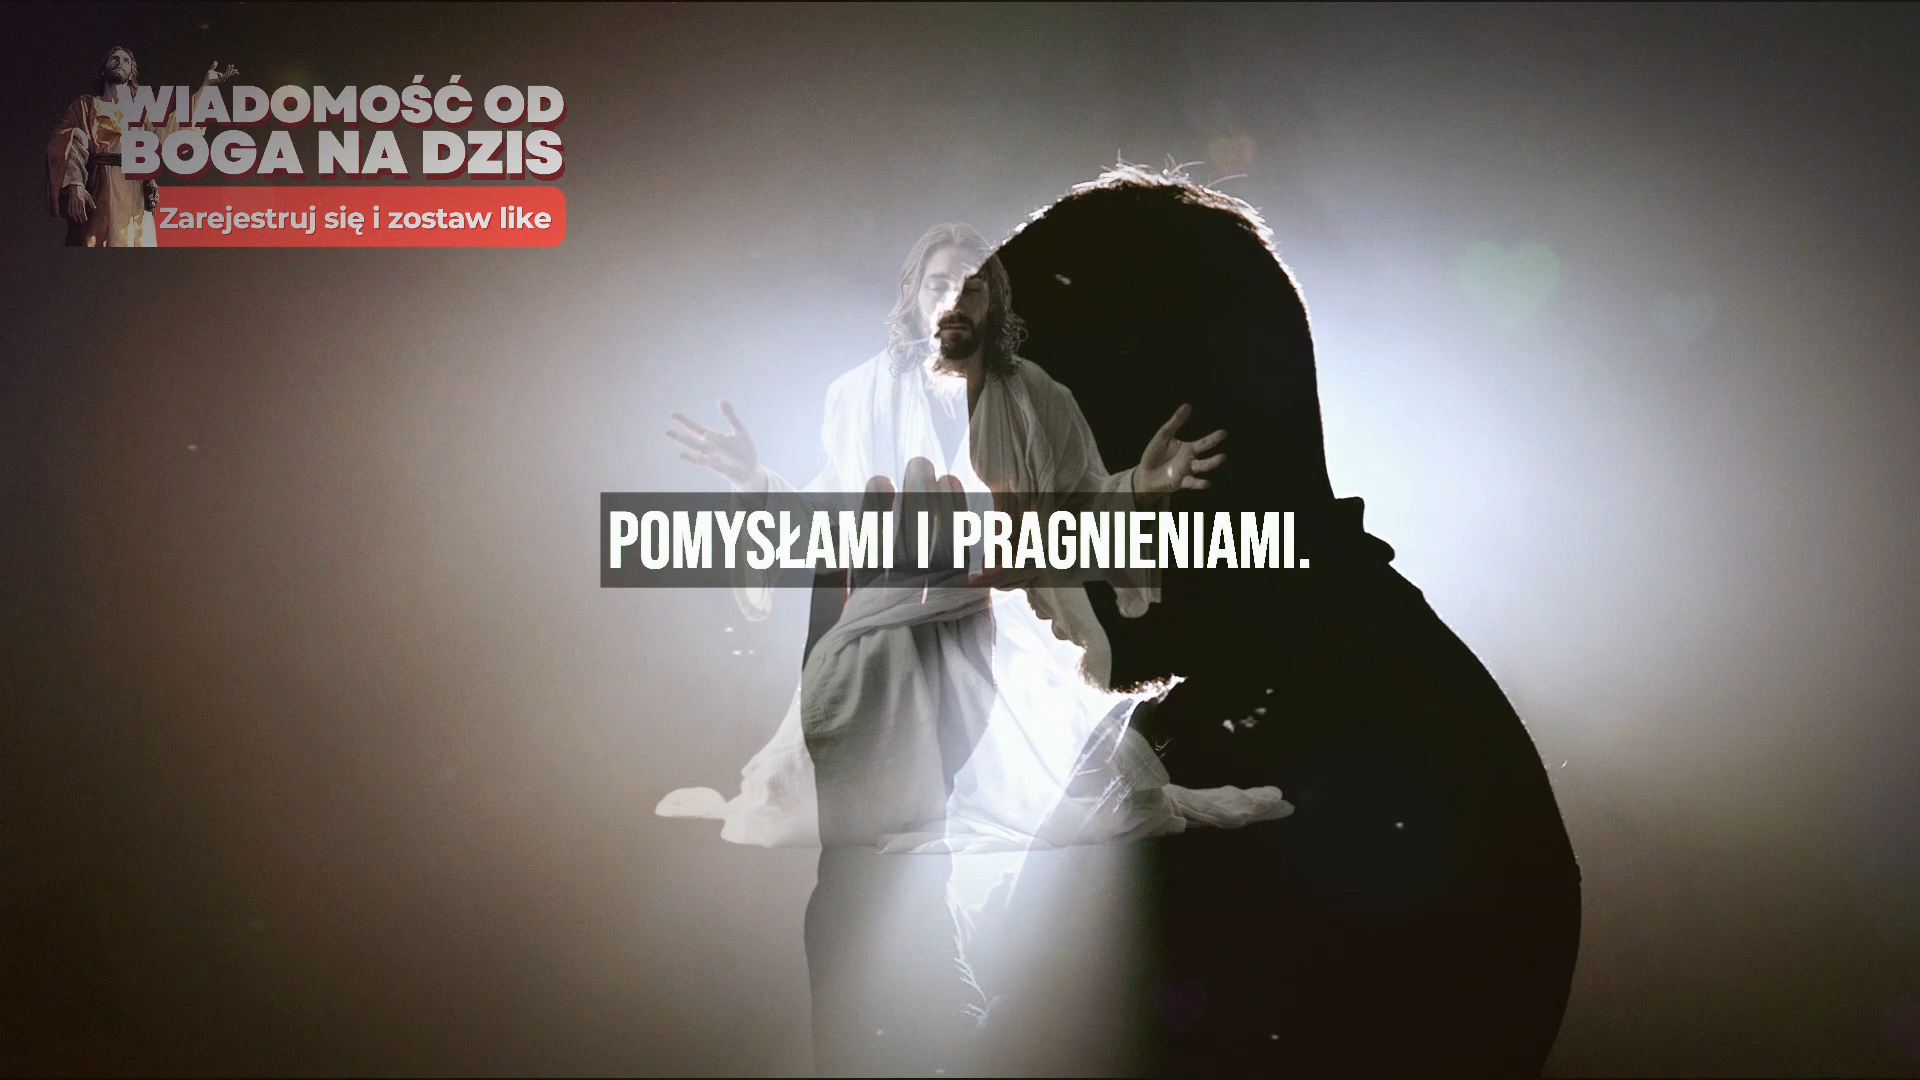 WIADOMOŚĆ OD
BOGA NA DZIS
Zarejestruj się i zostaw like
POMYSŁAMI I PRAGNIENIAMI.